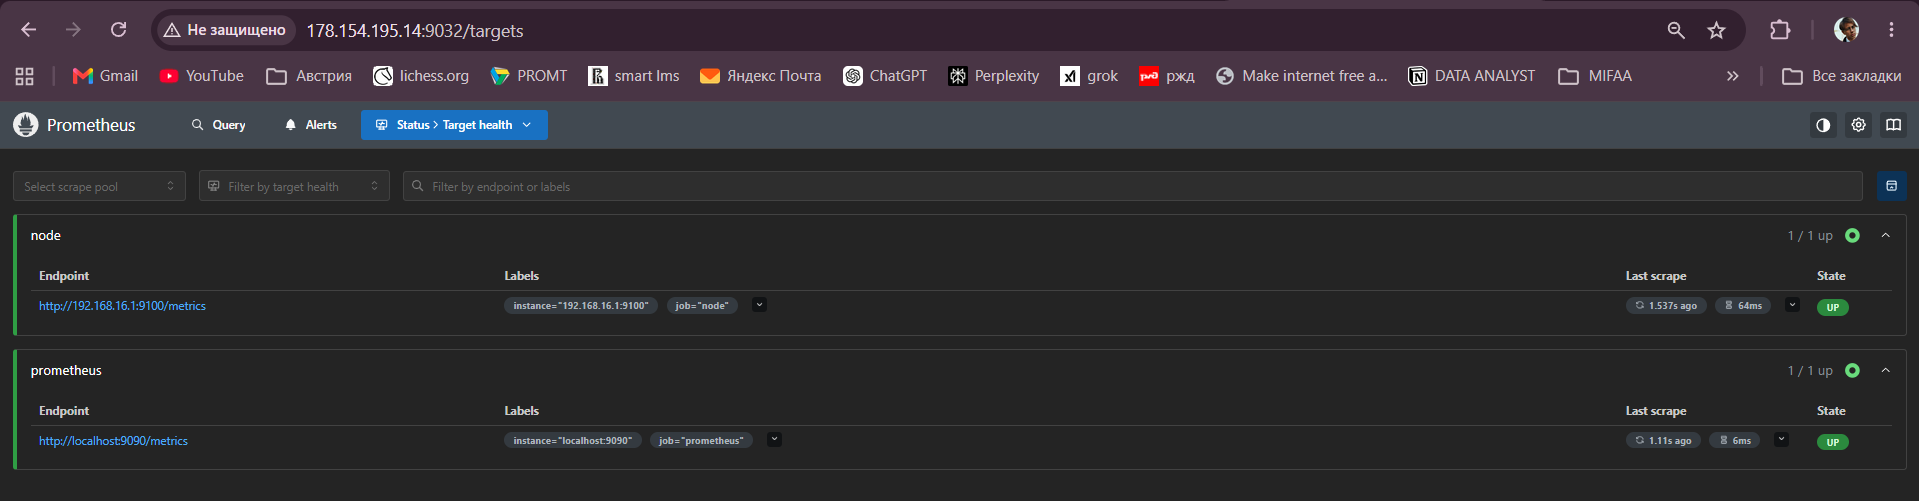 Не защищено 178.154.195.14:9032/targets
Gmail YouTube Австрия lichess.org PROMT smart lms Яндекс Почта ChatGPT Perplexity grok ржд Make internet free a... DATA ANALYST MIFAA » Все закладки
Prometheus Query Alerts Status > Target health
Select scrape pool Filter by target health Filter by endpoint or labels
node 1 / 1 up
Endpoint Labels Last scrape State
http://192.168.16.1:9100/metrics instance="192.168.16.1:9100" job="node" 1.537s ago 64ms UP
prometheus 1 / 1 up
Endpoint Labels Last scrape State
http://localhost:9090/metrics instance="localhost:9090" job="prometheus" 1.11s ago 6ms UP